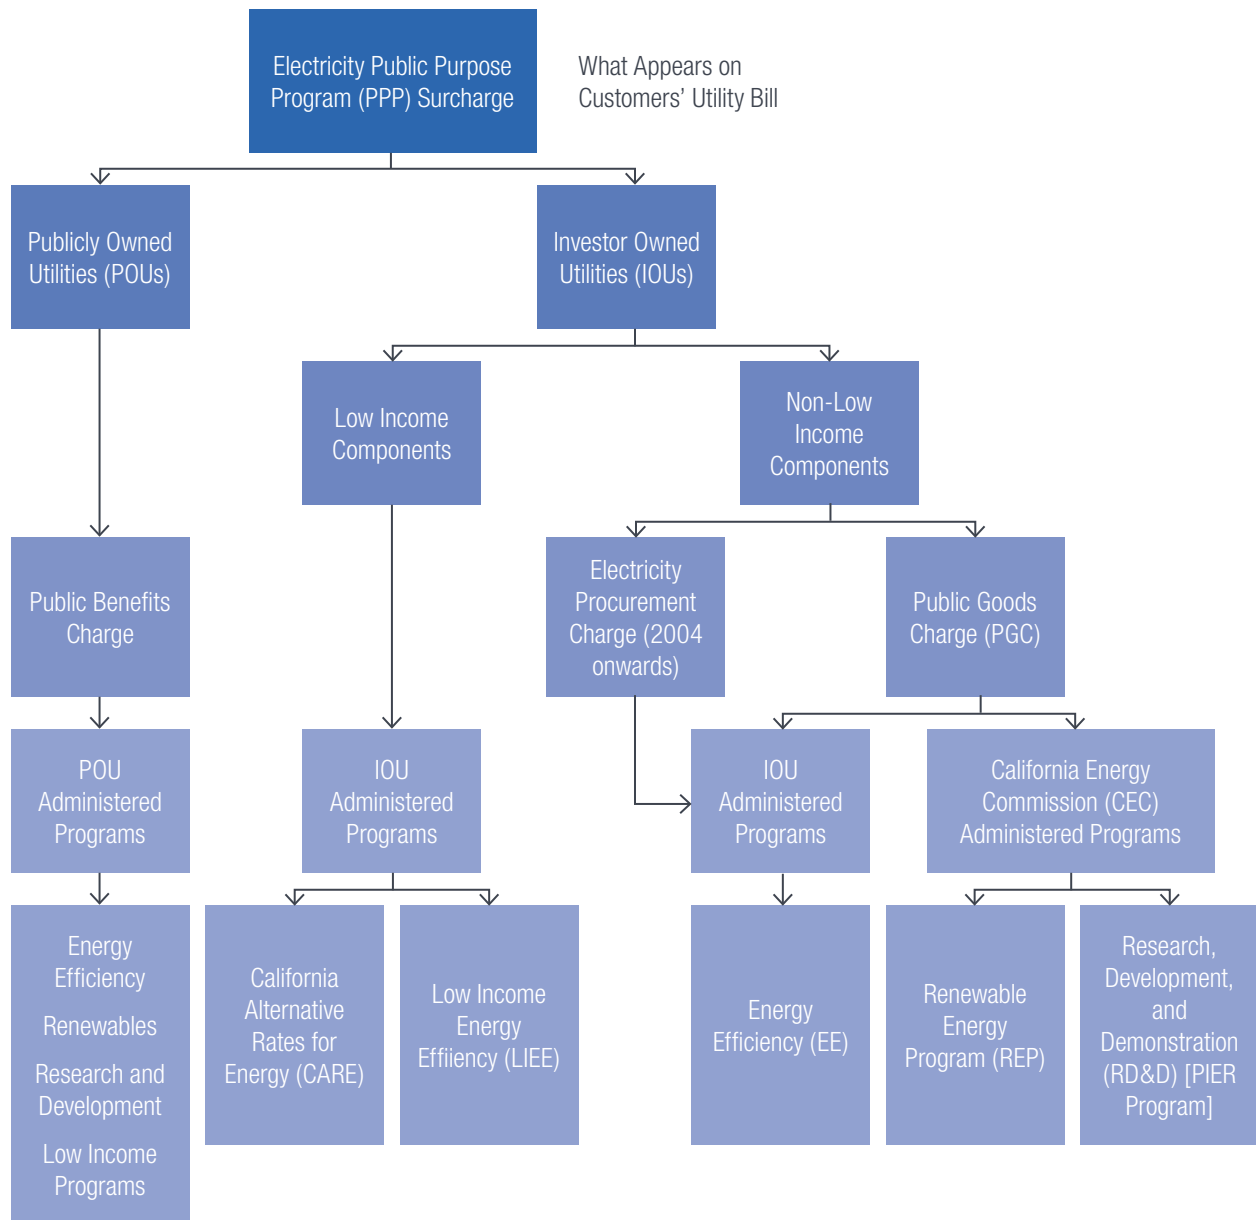 Electricity Public Purpose
Program (PPP) Surcharge
What Appears on
Customers’ Utility Bill
Publicly Owned
Utilities (POUs)
Investor Owned
Utilities (IOUs)
Low Income
Components
Non-Low
Income
Components
Public Benefits
Charge
Electricity
Procurement
Charge (2004
onwards)
Public Goods
Charge (PGC)
POU
Administered
Programs
IOU
Administered
Programs
IOU
Administered
Programs
California Energy
Commission (CEC)
Administered Programs
Energy
Efficiency
Renewables
Research and
Development
Low Income
Programs
California
Alternative
Rates for
Energy (CARE)
Low Income
Energy
Effiiency (LIEE)
Energy
Efficiency (EE)
Renewable
Energy
Program (REP)
Research,
Development,
and
Demonstration
(RD&D) [PIER
Program]